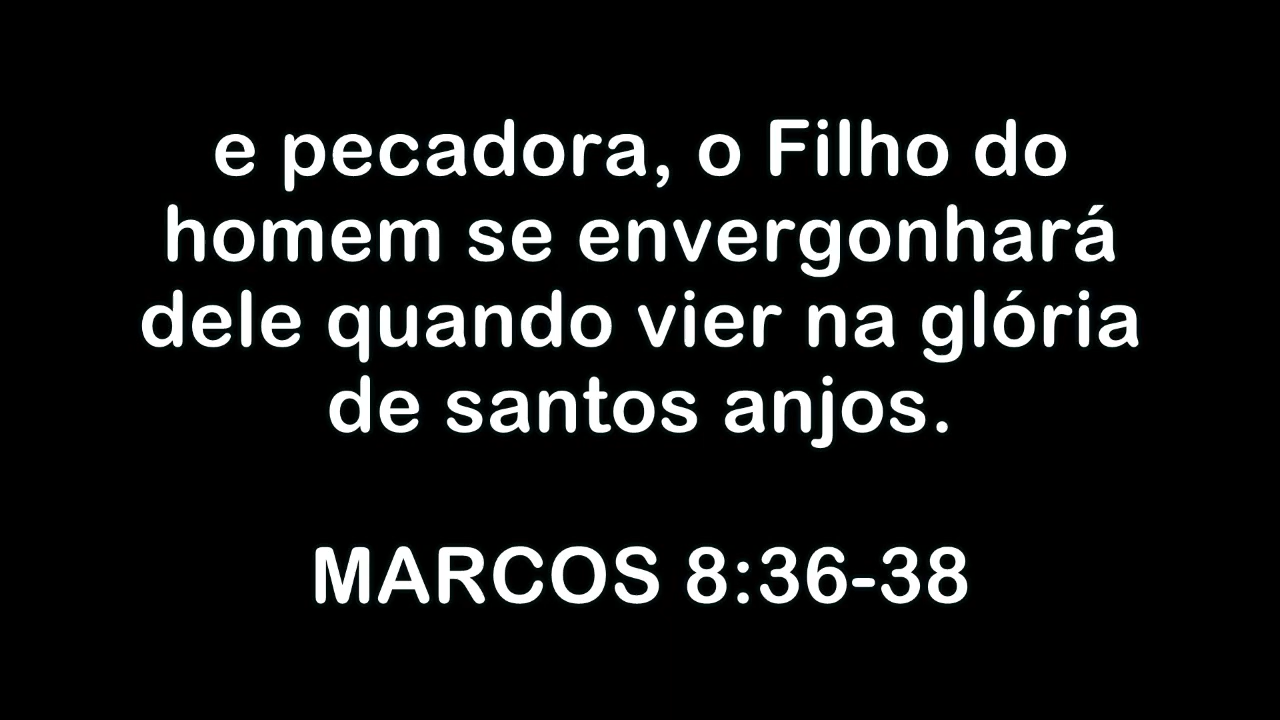 e pecadora, o Filho do
homem se envergonhará
dele quando vier na glória
de santos anjos.
MARCOS 8:36-38